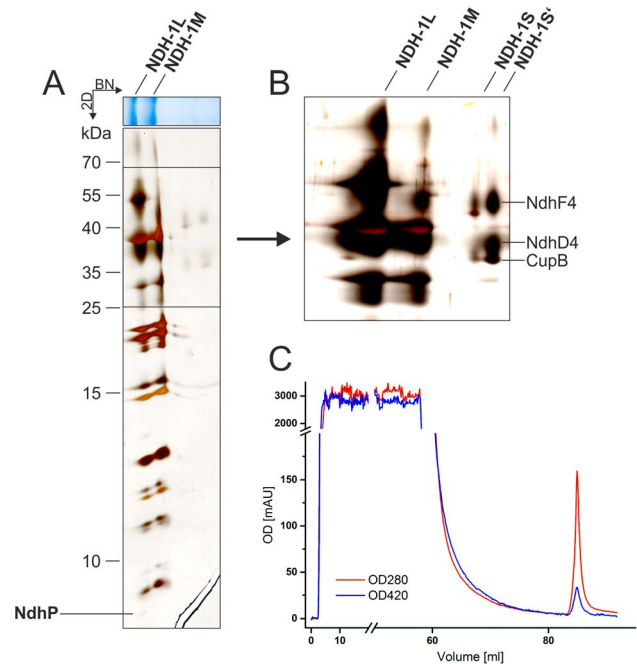 A
NDH-1L
NDH-1M
BN
2D
kDa
70
55
40
35
25
15
10
NdhP
B
NDH-1L
NDH-1M
NDH-1S
NDH-1S'
NdhF4
NdhD4
CupB
C
3000
2000
150
100
50
0
OD [mAU]
OD280
OD420
0
10
60
80
Volume [ml]